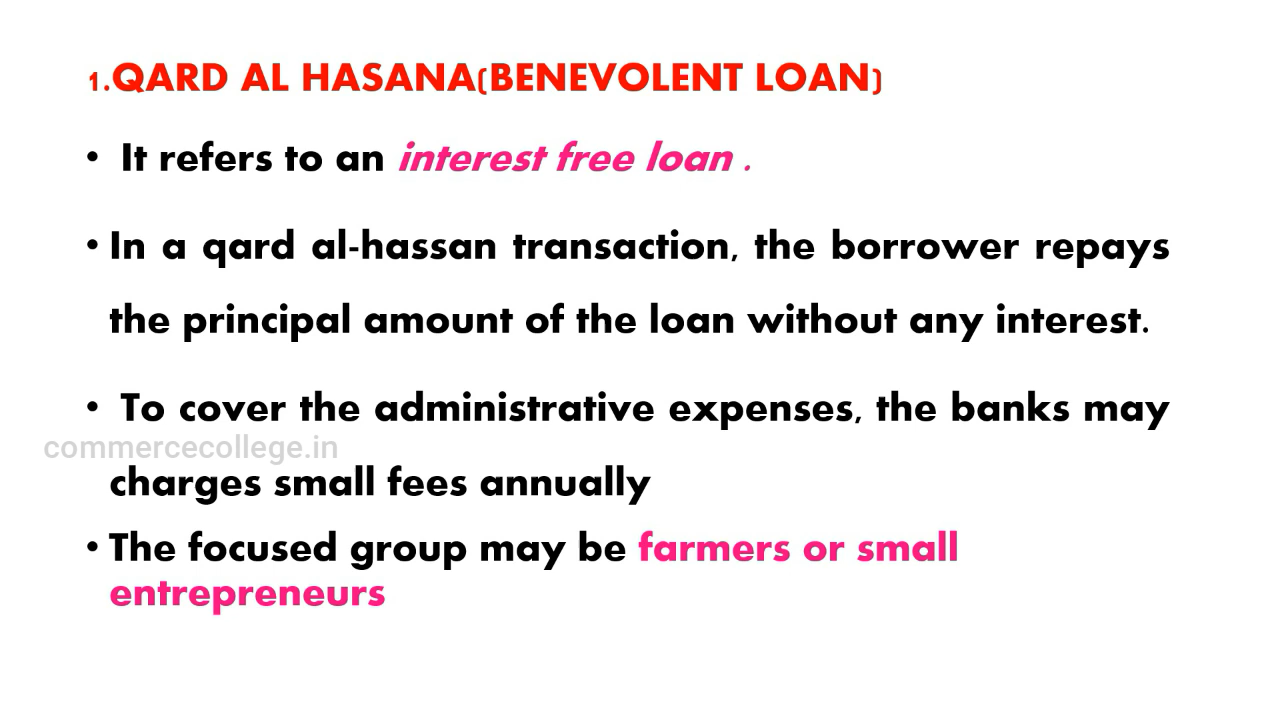 1.QARD AL HASANA(BENEVOLENT LOAN)
• It refers to an interest free loan .
• In a qard al-hassan transaction, the borrower repays
the principal amount of the loan without any interest.
• To cover the administrative expenses, the banks may
commercecollege.in
charges small fees annually
• The focused group may be farmers or small
entrepreneurs